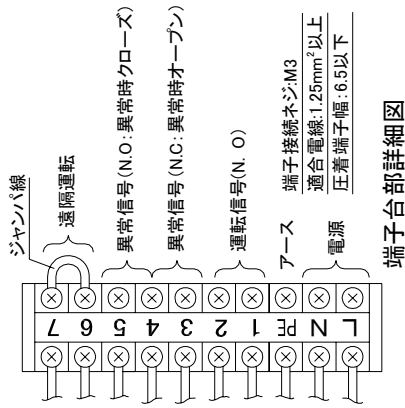 ジャンパ線
遠隔運転
異常信号(N.O:異常時クローズ)
異常信号(N.C:異常時オープン)
運転信号(N. O)
アース
電源
7 6 5 4 3 2 1 PE N L
端子接続ネジ:M3
適合電線:1.25mm²以上
圧着端子幅:6.5以下
端子台部詳細図